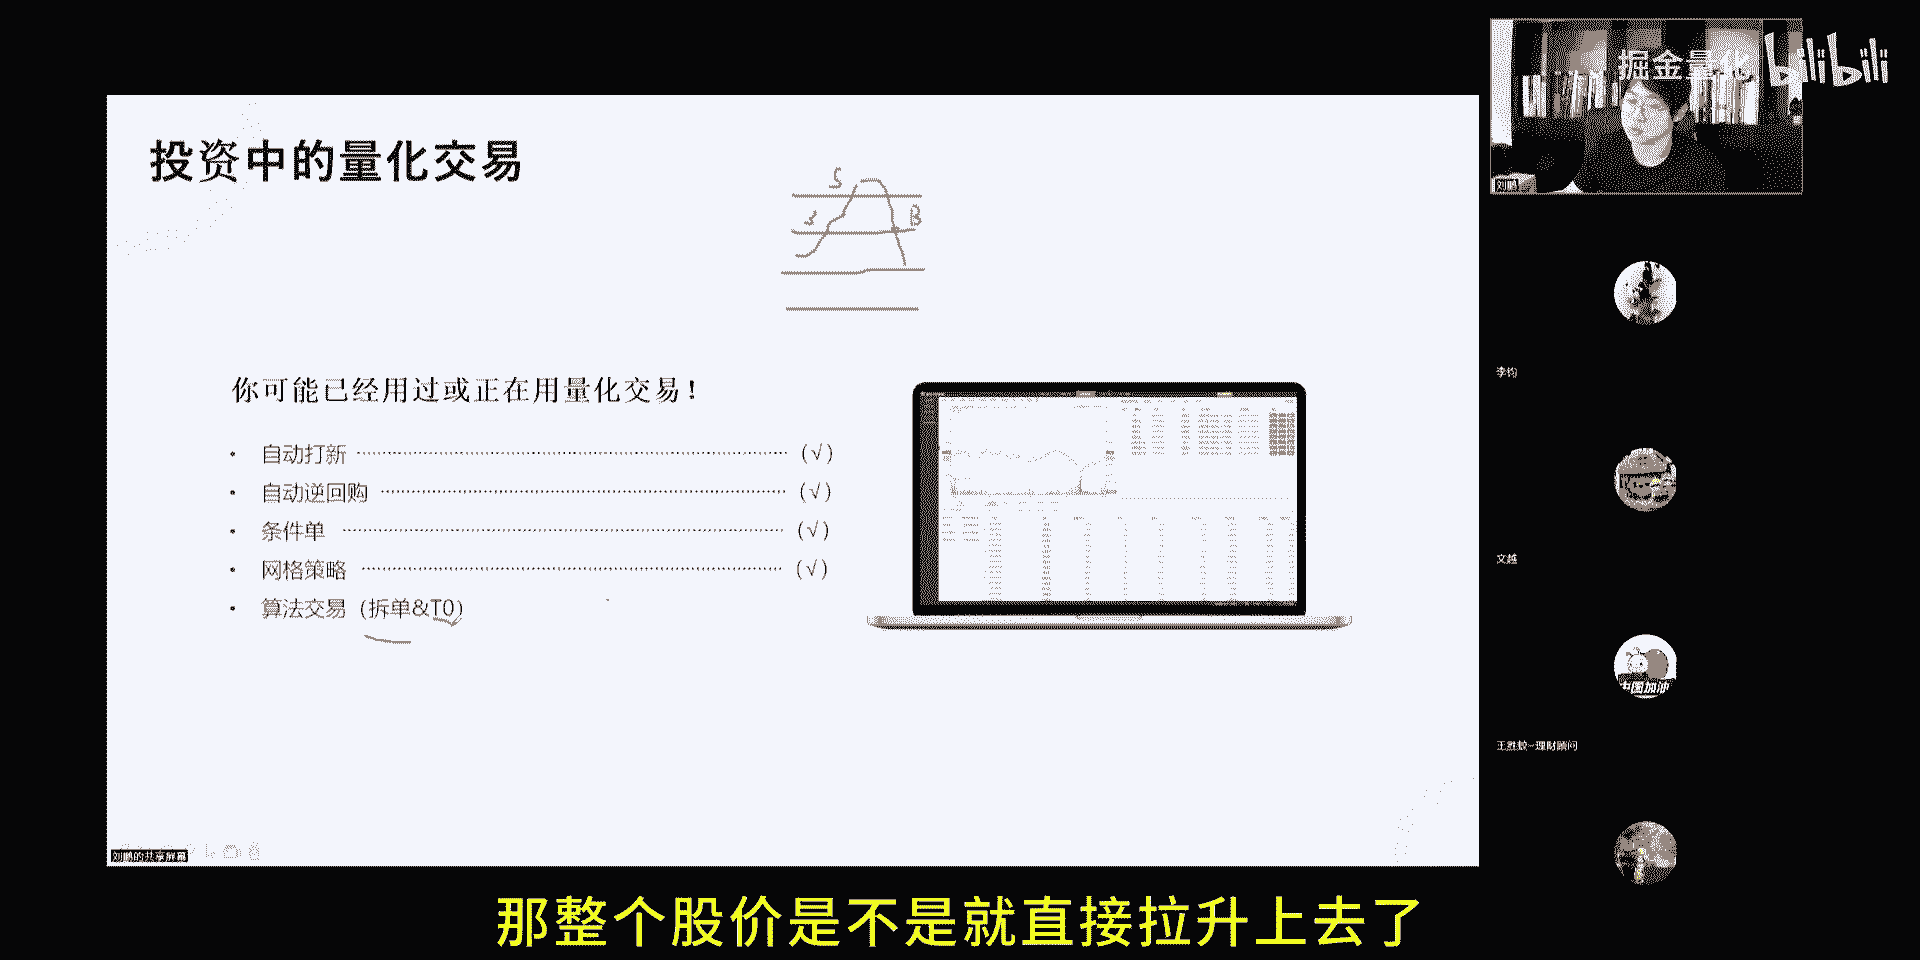 掘金量化 bilibili
投资中的量化交易
S
B
刘鹏
你可能已经用过或正在用量化交易！
• 自动打新 (√)
• 自动逆回购 (√)
• 条件单 (√)
• 网格策略 (√)
• 算法交易（拆单&T0）
李钧
文越
中国加油
理财顾问
刘鹏的共享屏幕
那整个股价是不是就直接拉升上去了